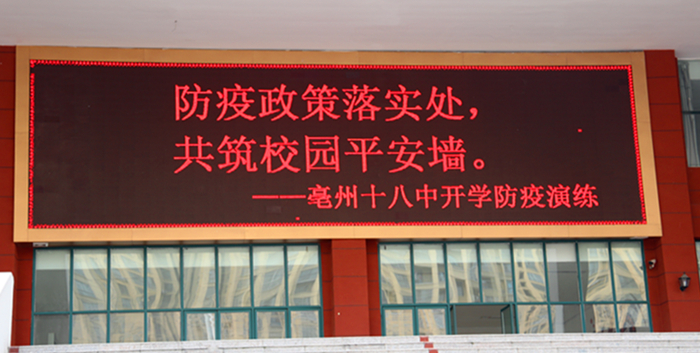 防疫政策落实处，
共筑校园平安墙。
——亳州十八中开学防疫演练